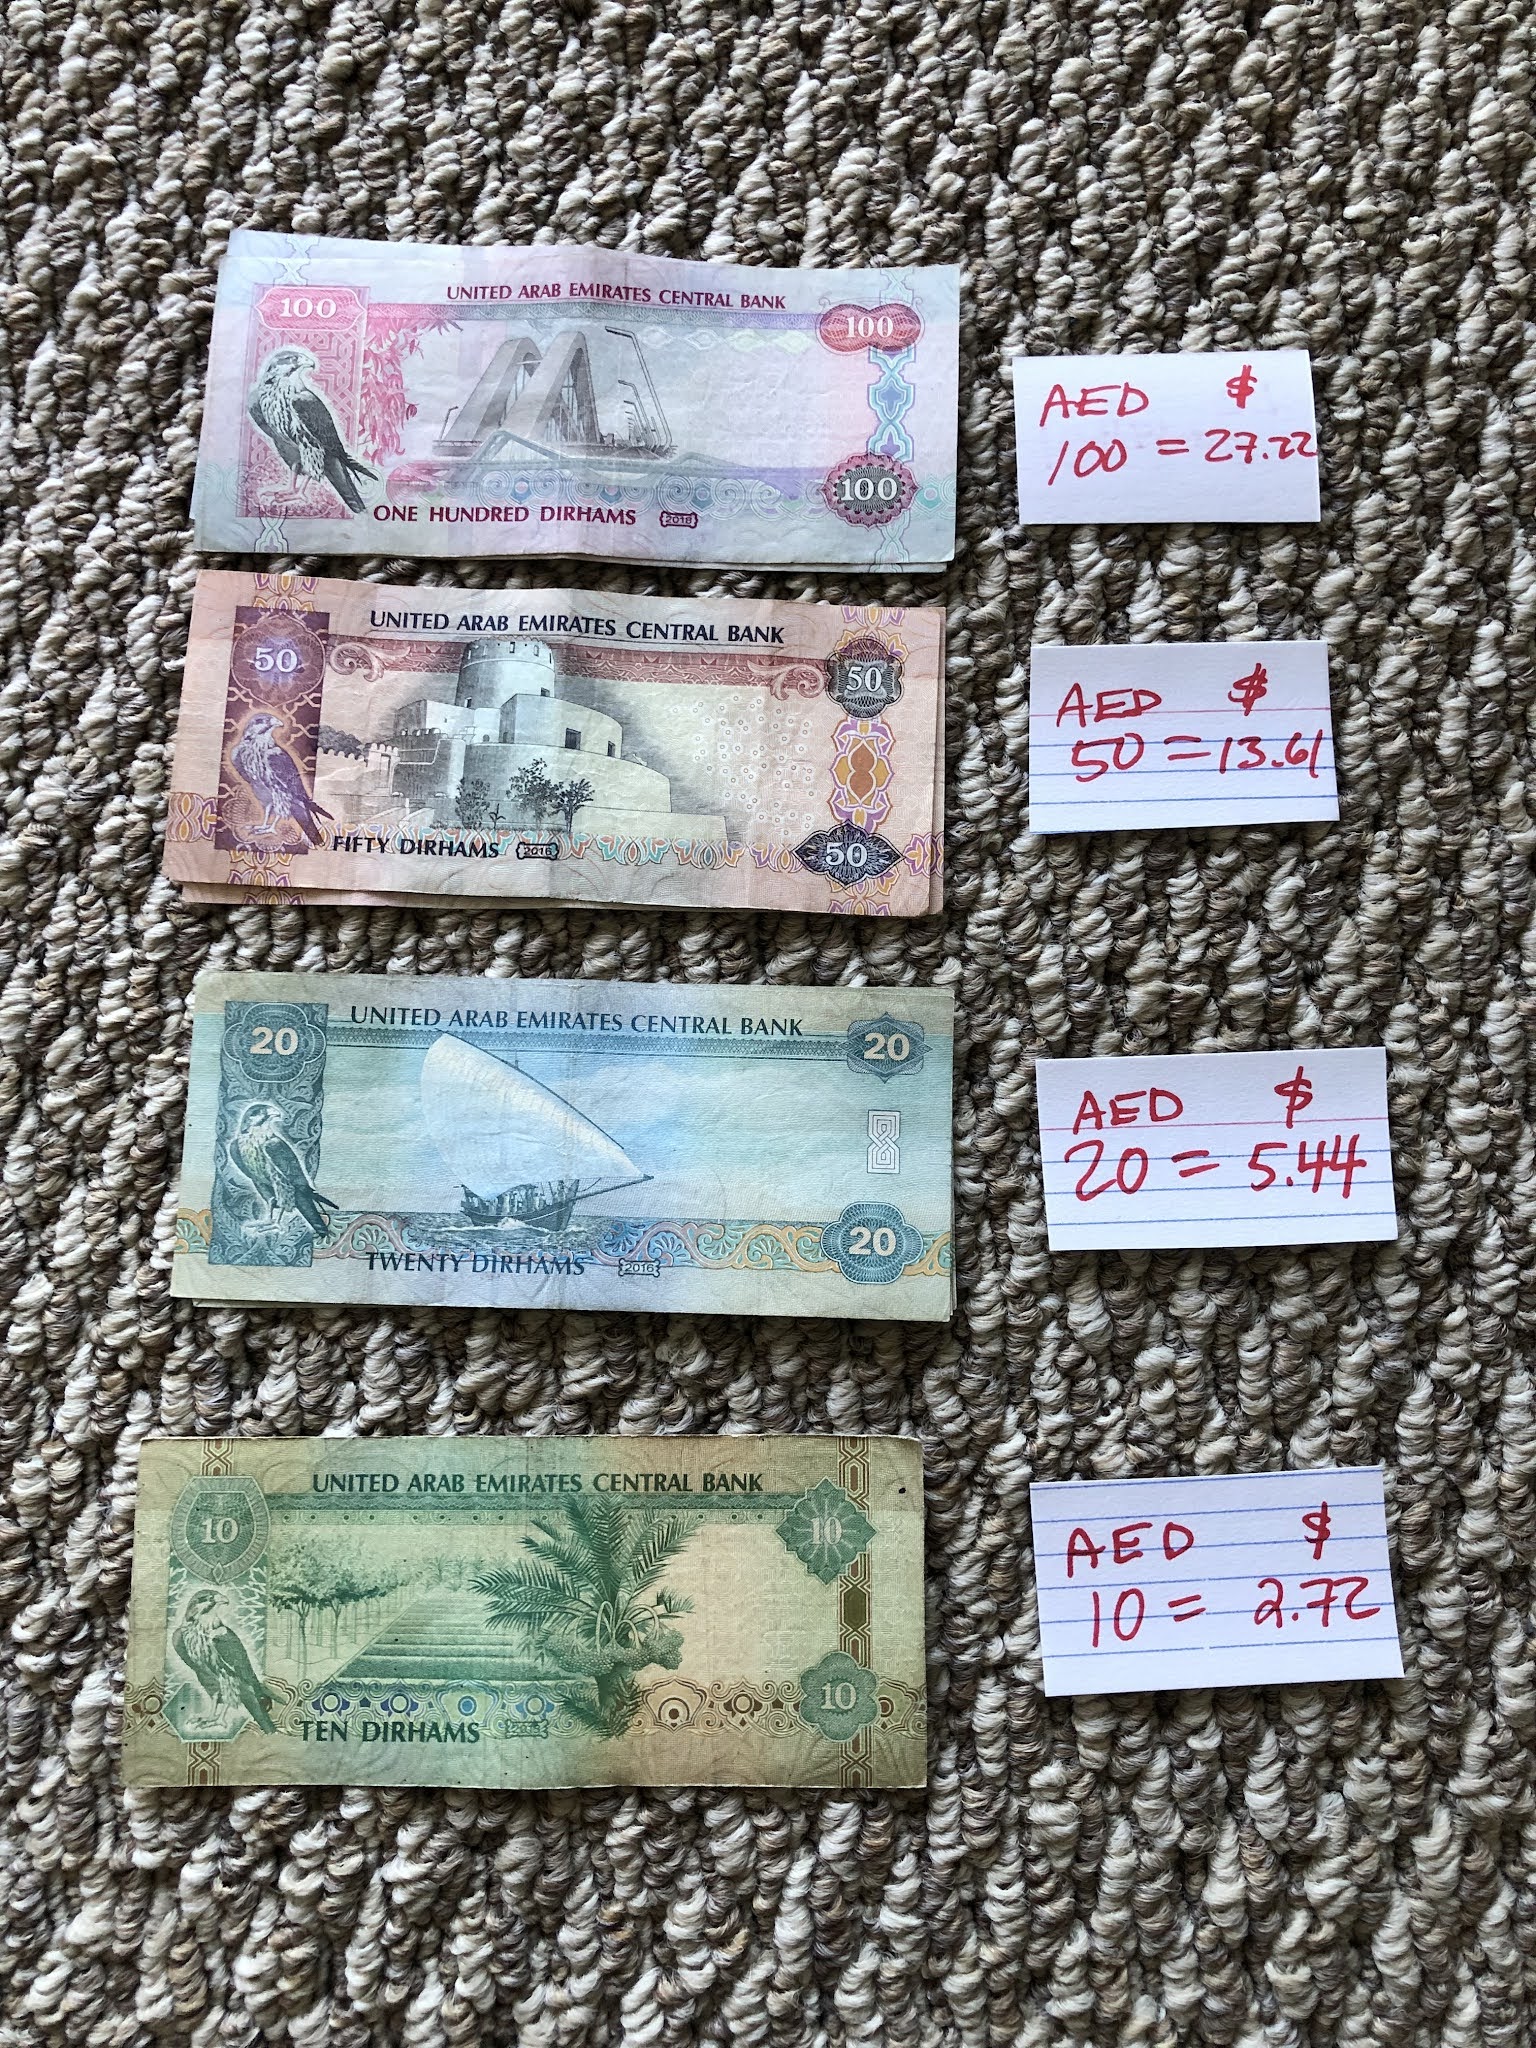 UNITED ARAB EMIRATES CENTRAL BANK
100
100
100
ONE HUNDRED DIRHAMS 2018
AED $
100 = 27.22
UNITED ARAB EMIRATES CENTRAL BANK
50
50
FIFTY DIRHAMS 2016
50
AED $
50 = 13.61
UNITED ARAB EMIRATES CENTRAL BANK
20
20
20
TWENTY DIRHAMS 2016
AED $
20 = 5.44
UNITED ARAB EMIRATES CENTRAL BANK
10
10
10
TEN DIRHAMS
AED $
10 = 2.72